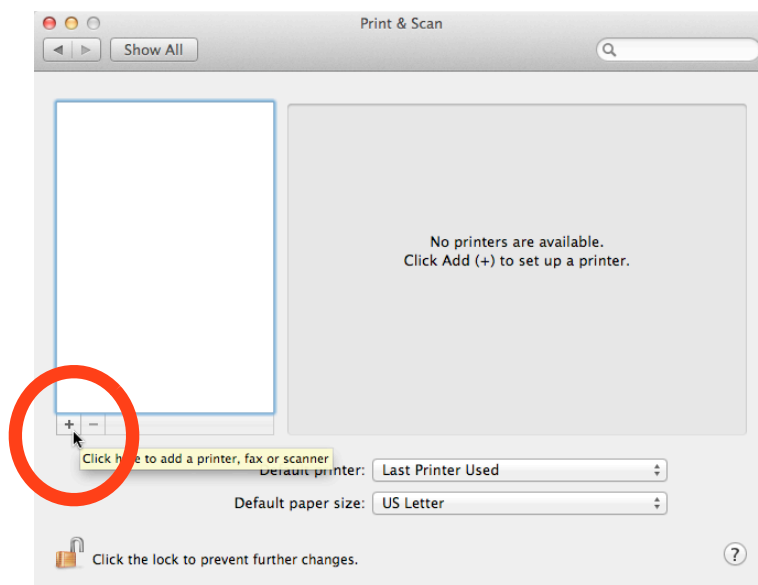 Print & Scan
Show All
No printers are available.
Click Add (+) to set up a printer.
+ −
Click here to add a printer, fax or scanner
Default printer: Last Printer Used
Default paper size: US Letter
Click the lock to prevent further changes.
?